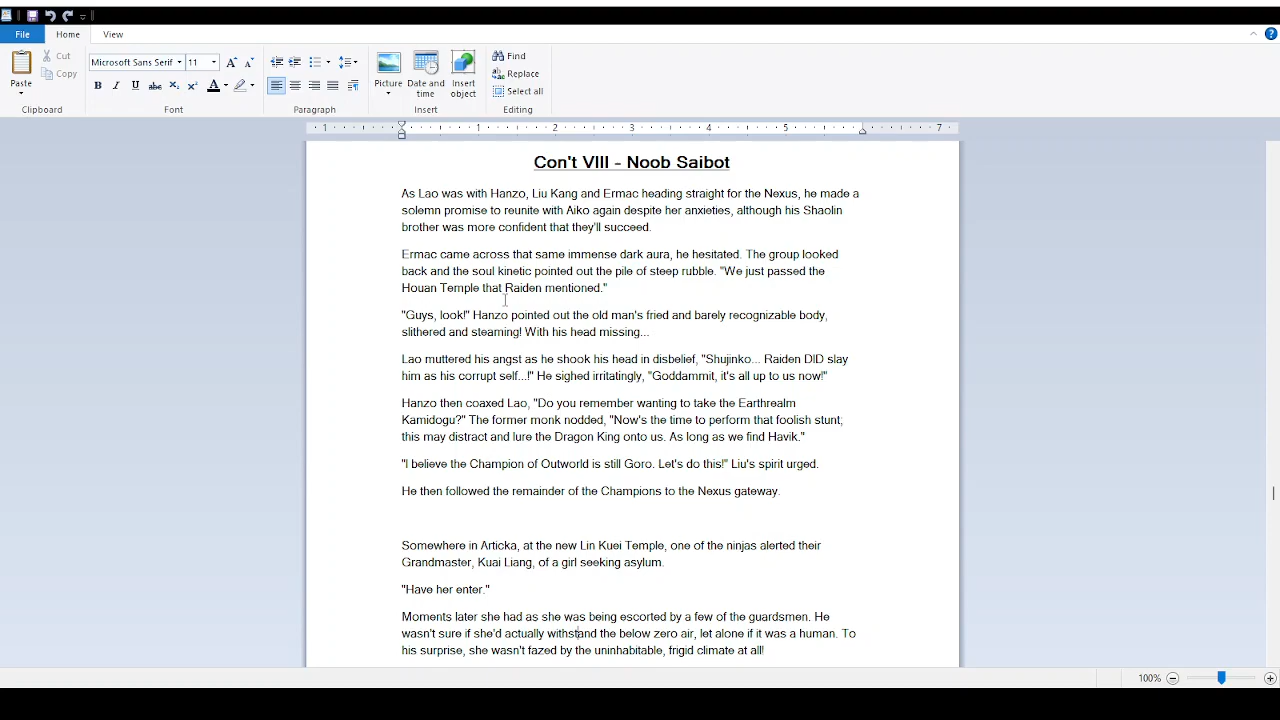 File Home View
Paste Cut Copy Clipboard
Microsoft Sans Serif 11
B I U abc X₂ X² A
Font
Paragraph
Picture Date and time Insert object
Insert
Find
Replace
Select all
Editing
1 1 2 3 4 5 7
Con't VIII - Noob Saibot
As Lao was with Hanzo, Liu Kang and Ermac heading straight for the Nexus, he made a
solemn promise to reunite with Aiko again despite her anxieties, although his Shaolin
brother was more confident that they'll succeed.
Ermac came across that same immense dark aura, he hesitated. The group looked
back and the soul kinetic pointed out the pile of steep rubble. "We just passed the
Houan Temple that Raiden mentioned."
"Guys, look!" Hanzo pointed out the old man's fried and barely recognizable body,
slithered and steaming! With his head missing...
Lao muttered his angst as he shook his head in disbelief, "Shujinko... Raiden DID slay
him as his corrupt self...!" He sighed irritatingly, "Goddammit, it's all up to us now!"
Hanzo then coaxed Lao, "Do you remember wanting to take the Earthrealm
Kamidogu?" The former monk nodded, "Now's the time to perform that foolish stunt;
this may distract and lure the Dragon King onto us. As long as we find Havik."
"I believe the Champion of Outworld is still Goro. Let's do this!" Liu's spirit urged.
He then followed the remainder of the Champions to the Nexus gateway.
Somewhere in Articka, at the new Lin Kuei Temple, one of the ninjas alerted their
Grandmaster, Kuai Liang, of a girl seeking asylum.
"Have her enter."
Moments later she had as she was being escorted by a few of the guardsmen. He
wasn't sure if she'd actually withstand the below zero air, let alone if it was a human. To
his surprise, she wasn't fazed by the uninhabitable, frigid climate at all!
100%